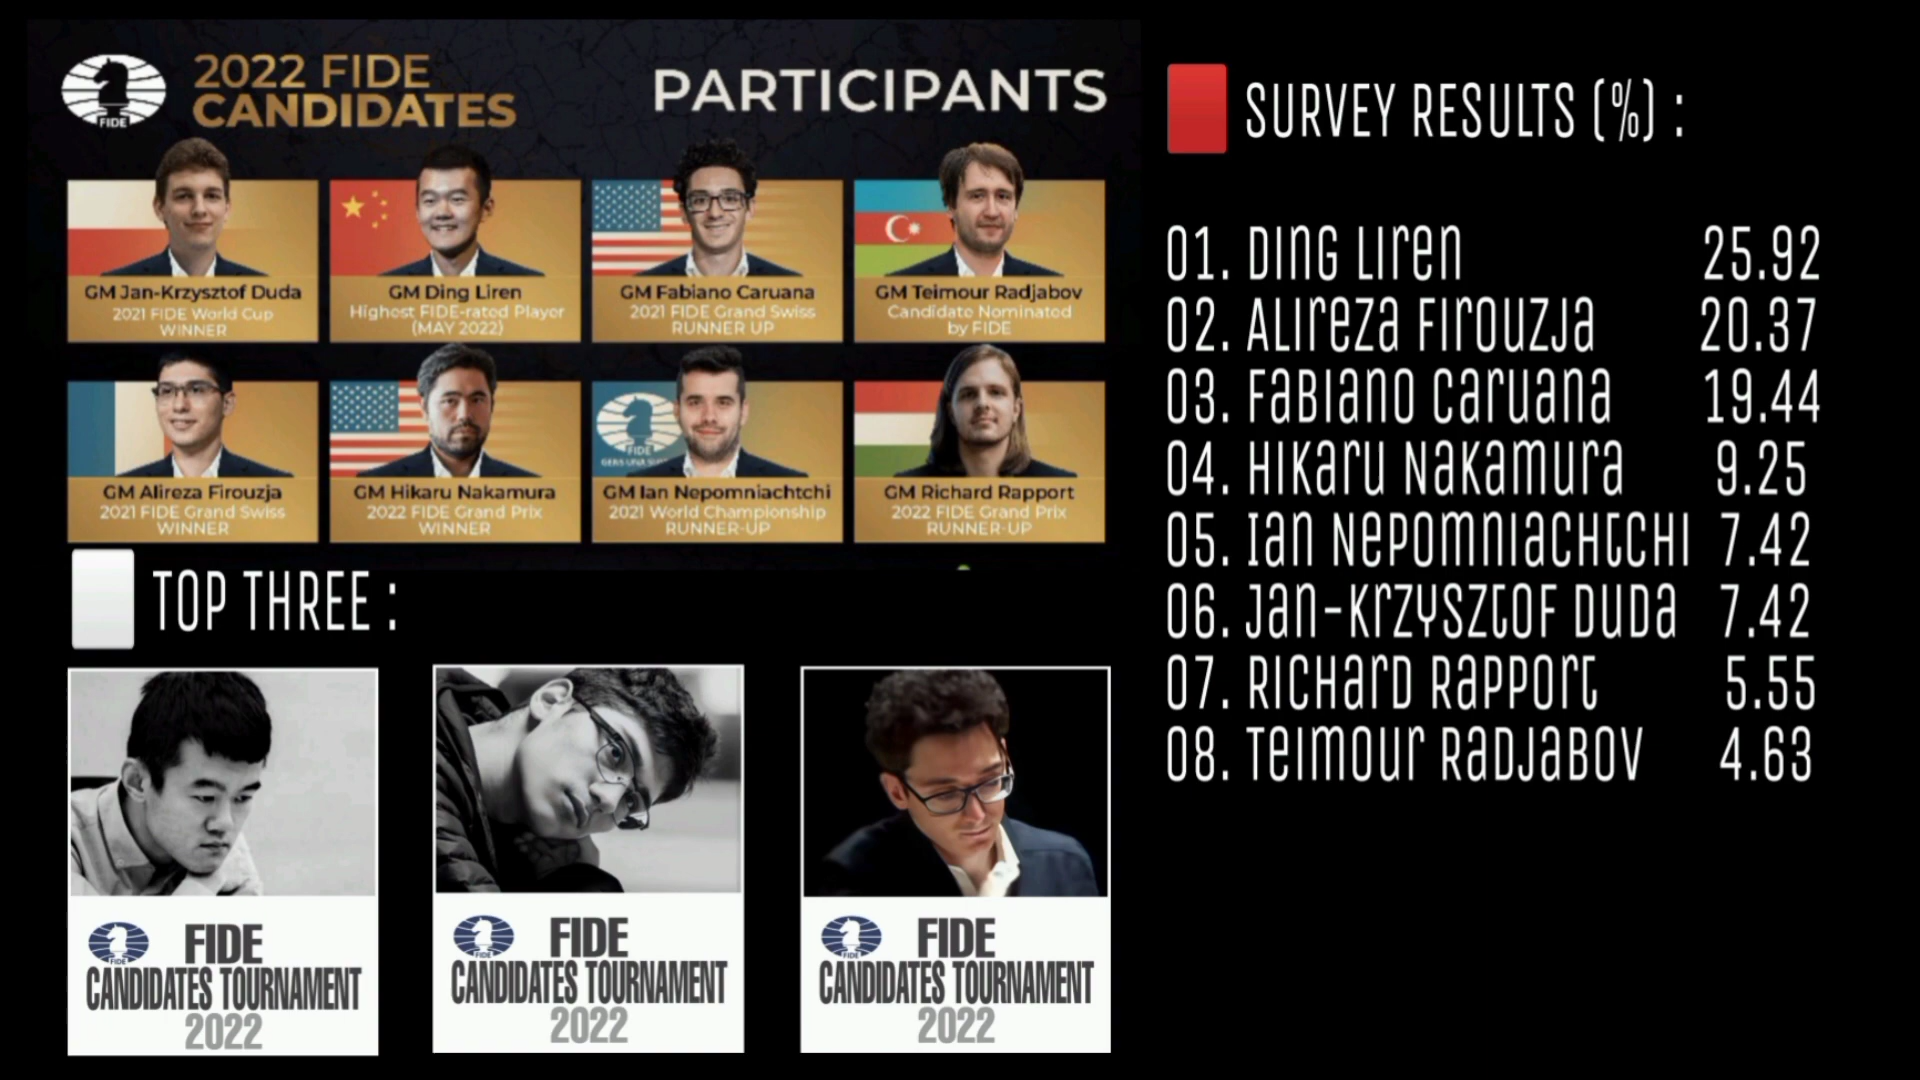 2022 FIDE
CANDIDATES
FIDE
PARTICIPANTS
GM Jan-Krzysztof Duda
2021 FIDE World Cup
WINNER
GM Ding Liren
Highest FIDE-rated Player
(MAY 2022)
GM Fabiano Caruana
2021 FIDE Grand Swiss
RUNNER UP
GM Teimour Radjabov
Candidate Nominated
by FIDE
GM Alireza Firouzja
2021 FIDE Grand Swiss
WINNER
GM Hikaru Nakamura
2022 FIDE Grand Prix
WINNER
FIDE
GENS UNA
GM Ian Nepomniachtchi
2021 World Championship
RUNNER-UP
GM Richard Rapport
2022 FIDE Grand Prix
RUNNER-UP
TOP THREE :
FIDE
FIDE
CANDIDATES TOURNAMENT
2022
FIDE
FIDE
CANDIDATES TOURNAMENT
2022
FIDE
FIDE
CANDIDATES TOURNAMENT
2022
SURVEY RESULTS (%) :
01. Ding Liren 25.92
02. Alireza Firouzja 20.37
03. Fabiano Caruana 19.44
04. Hikaru Nakamura 9.25
05. Ian Nepomniachtchi 7.42
06. Jan-Krzysztof Duda 7.42
07. Richard Rapport 5.55
08. Teimour Radjabov 4.63